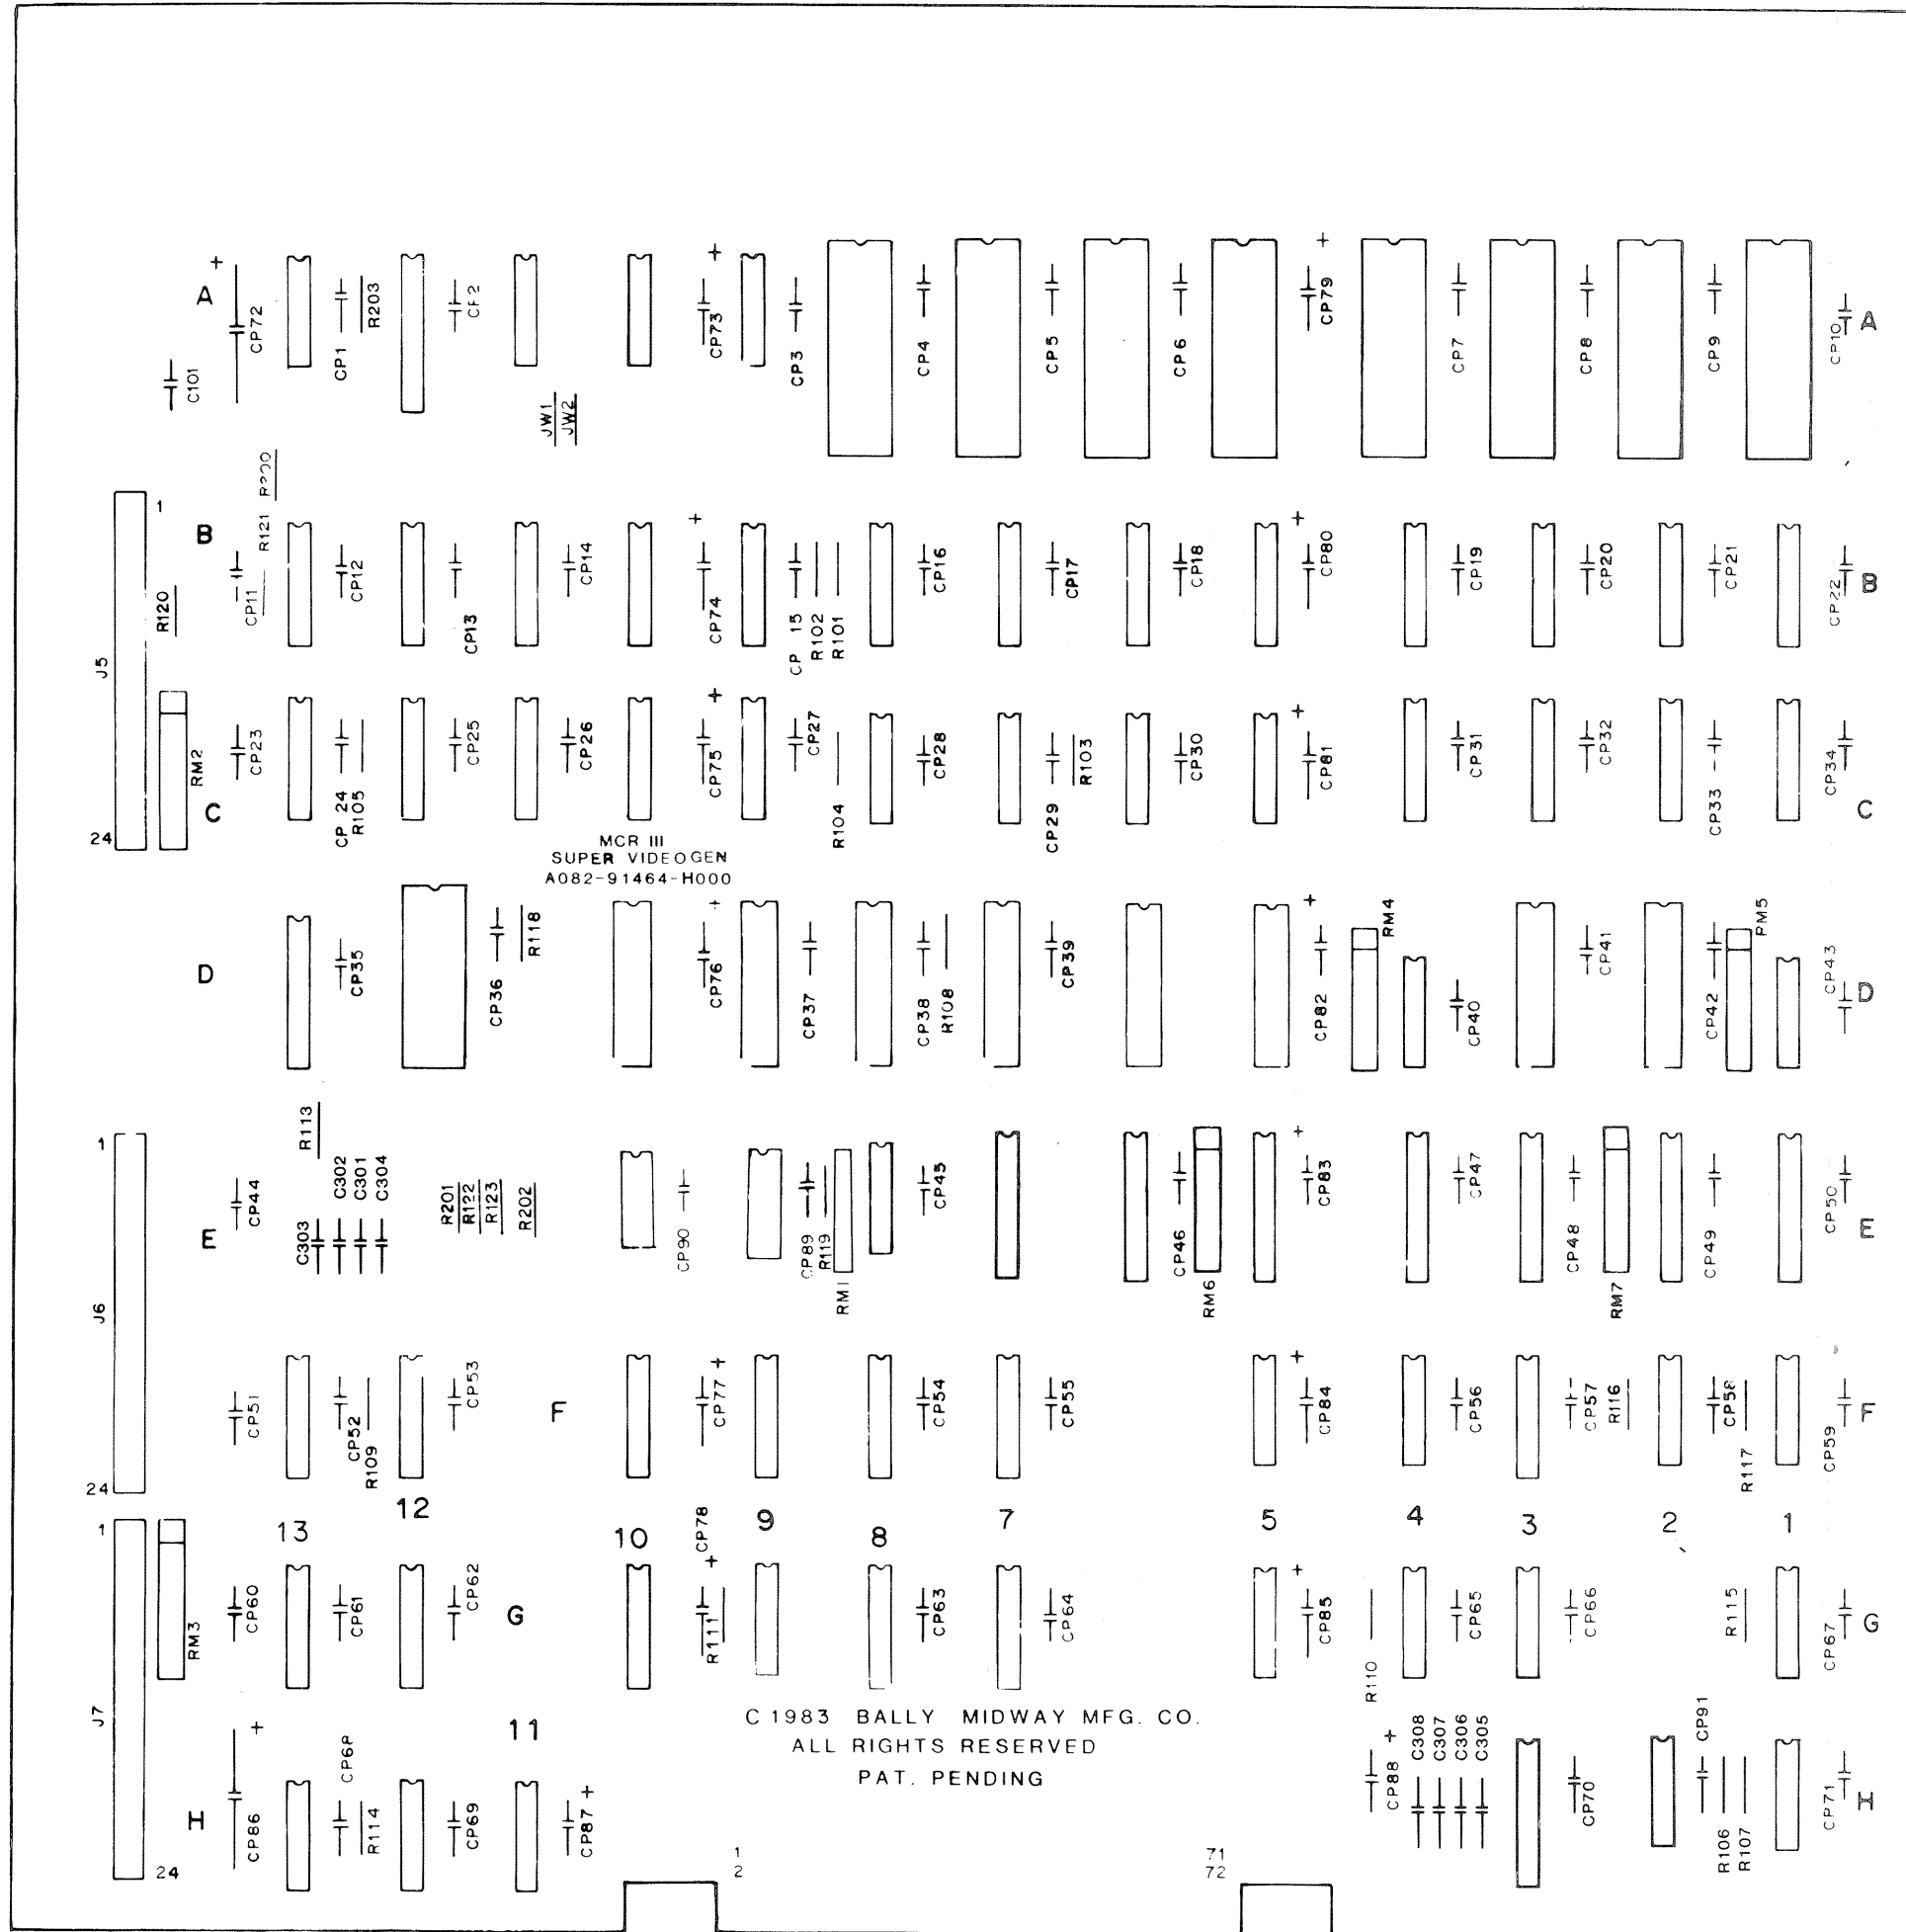 A
CP72
C101
CP1
R203
CF2
JW1
JW2
CP73
CP3
CP4
CP5
CP6
CP79
CP7
CP8
CP9
CP10
A
B
1
R120
J5
24
CP11
R121
CP12
CP13
CP14
CP74
CP 15
R102
R101
CP16
CP17
CP18
CP80
CP19
CP20
CP21
CP22
B
RM2
C
CP23
CP 24
R105
CP25
CP26
CP75
CP27
R104
CP28
CP29
R103
CP30
CP81
CP31
CP32
CP33
CP34
C
MCR III
SUPER VIDEOGEN
A082-91464-H000
D
CP35
CP36
R118
CP76
CP37
CP38
R108
CP39
CP82
RM4
CP40
CP41
CP42
RM5
CP43
D
1
J6
24
E
CP44
R113
C303
C302
C301
C304
R201
R122
R123
R202
CP90
CP89
R119
RM1
CP45
CP46
RM6
CP83
CP47
CP48
RM7
CP49
CP50
E
CP51
CP52
R109
CP53
F
CP77
CP54
CP55
CP84
CP56
CP57
R116
CP58
R117
CP59
F
13
12
10
CP78
9
8
7
5
4
3
2
1
1
J7
24
RM3
CP60
CP61
CP62
G
R111
CP63
CP64
CP85
R110
CP65
CP66
R115
CP67
G
C 1983 BALLY MIDWAY MFG. CO.
ALL RIGHTS RESERVED
PAT. PENDING
11
H
CP86
R114
CP69
CP87
CP88
C308
C307
C306
C305
CP70
CP91
R106
R107
CP71
H
1
2
71
72